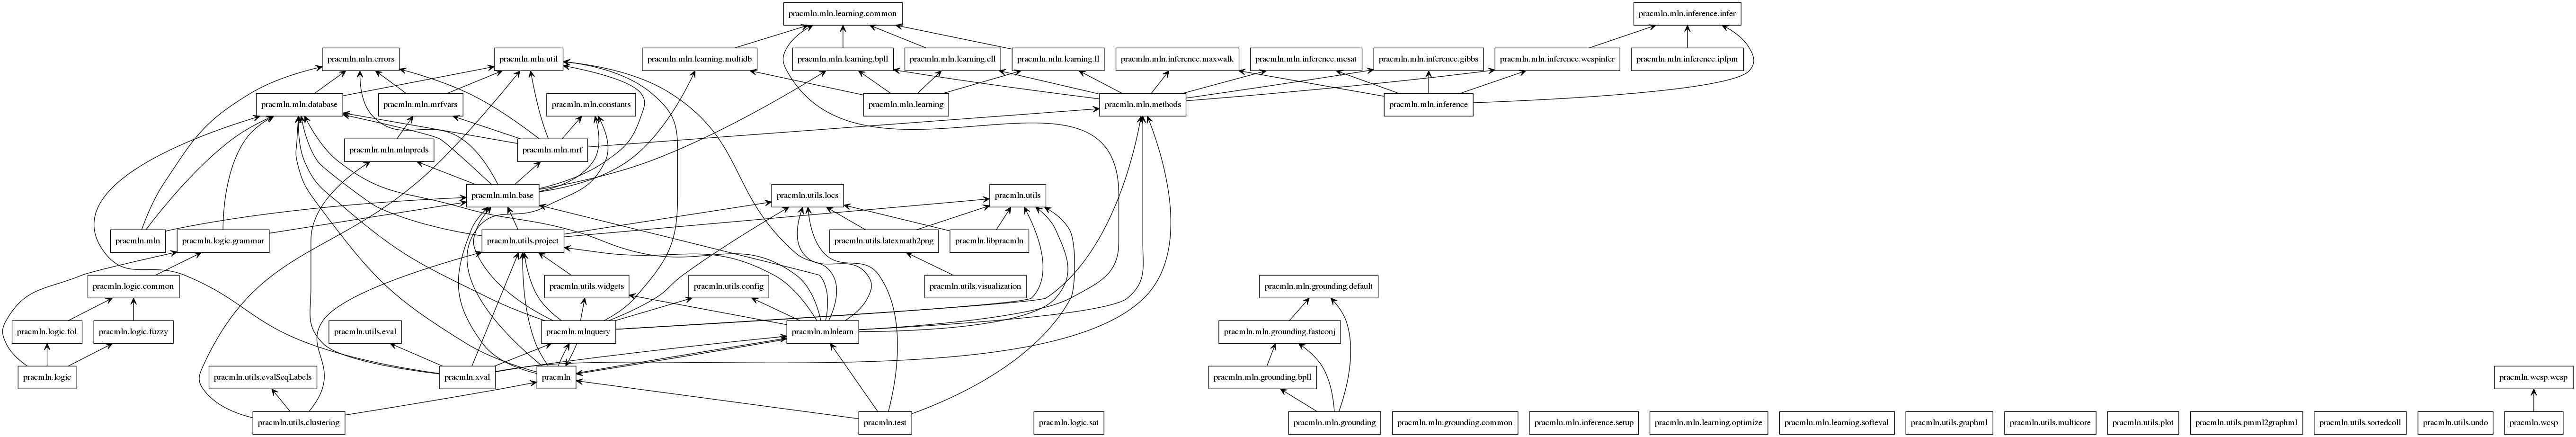 pracmln.mln.learning.common
pracmln.mln.inference.infer
pracmln.mln.errors
pracmln.mln.util
pracmln.mln.learning.multidb
pracmln.mln.learning.bpll
pracmln.mln.learning.cll
pracmln.mln.learning.ll
pracmln.mln.inference.maxwalk
pracmln.mln.inference.mcsat
pracmln.mln.inference.gibbs
pracmln.mln.inference.wcspinfer
pracmln.mln.inference.ipfpm
pracmln.mln.database
pracmln.mln.mrfvars
pracmln.mln.constants
pracmln.mln.learning
pracmln.mln.methods
pracmln.mln.inference
pracmln.mln.mlnpreds
pracmln.mln.mrf
pracmln.mln.base
pracmln.utils.locs
pracmln.utils
pracmln.mln
pracmln.logic.grammar
pracmln.utils.project
pracmln.utils.latexmath2png
pracmln.libpracmln
pracmln.logic.common
pracmln.utils.widgets
pracmln.utils.config
pracmln.utils.visualization
pracmln.mln.grounding.default
pracmln.logic.fol
pracmln.logic.fuzzy
pracmln.utils.eval
pracmln.mlnquery
pracmln.mlnlearn
pracmln.mln.grounding.fastconj
pracmln.logic
pracmln.utils.evalSeqLabels
pracmln.xval
pracmln
pracmln.mln.grounding.bpll
pracmln.wcsp.wcsp
pracmln.utils.clustering
pracmln.test
pracmln.logic.sat
pracmln.mln.grounding
pracmln.mln.grounding.common
pracmln.mln.inference.setup
pracmln.mln.learning.optimize
pracmln.mln.learning.softeval
pracmln.utils.graphml
pracmln.utils.multicore
pracmln.utils.plot
pracmln.utils.pmml2graphml
pracmln.utils.sortedcoll
pracmln.utils.undo
pracmln.wcsp